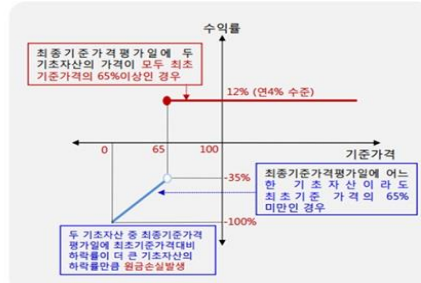 수익률
최종기준가격평가일에 두
기초자산의 가격이 모두 최초
기준가격의 65%이상인 경우
12% (연4% 수준)
0
65
100
기준가격
-35%
최종기준가격평가일에 어느
한 기초자산이라도
최초기준 가격의 65%
미만인 경우
-100%
두 기초자산 중 최종기준가격
평가일에 최초기준가격대비
하락률이 더 큰 기초자산의
하락률만큼 원금손실발생